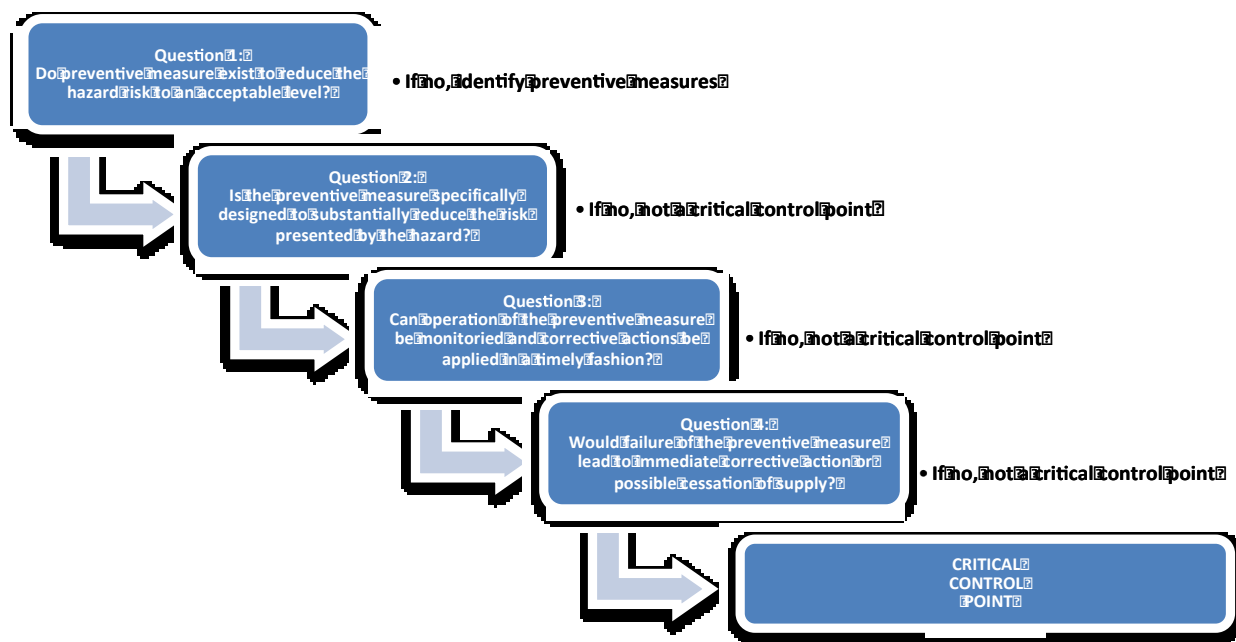 Question 1:
Do preventive measure exist to reduce the
hazard risk to an acceptable level?
• If no, identify preventive measures
Question 2:
Is the preventive measure specifically
designed to substantially reduce the risk
presented by the hazard?
• If no, not a critical control point
Question 3:
Can operation of the preventive measure
be monitoried and corrective actions be
applied in a timely fashion?
• If no, not a critical control point
Question 4:
Would failure of the preventive measure
lead to immediate corrective action or
possible cessation of supply?
• If no, not a critical control point
CRITICAL
CONTROL
POINT